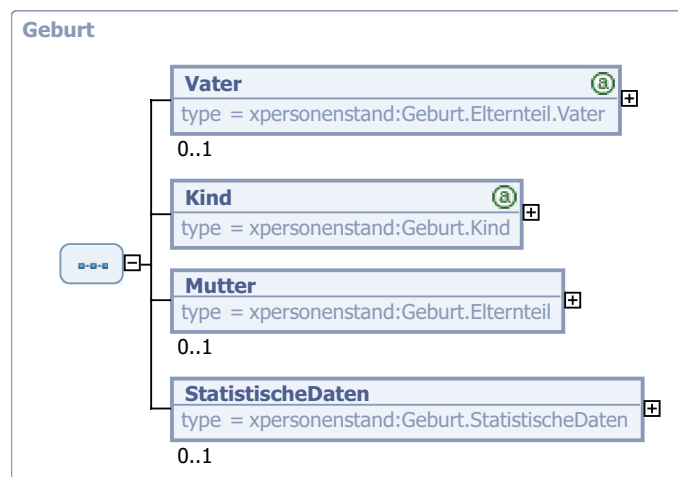 Geburt
Vater
type = xpersonenstand:Geburt.Elternteil.Vater
0..1
Kind
type = xpersonenstand:Geburt.Kind
Mutter
type = xpersonenstand:Geburt.Elternteil
0..1
StatistischeDaten
type = xpersonenstand:Geburt.StatistischeDaten
0..1